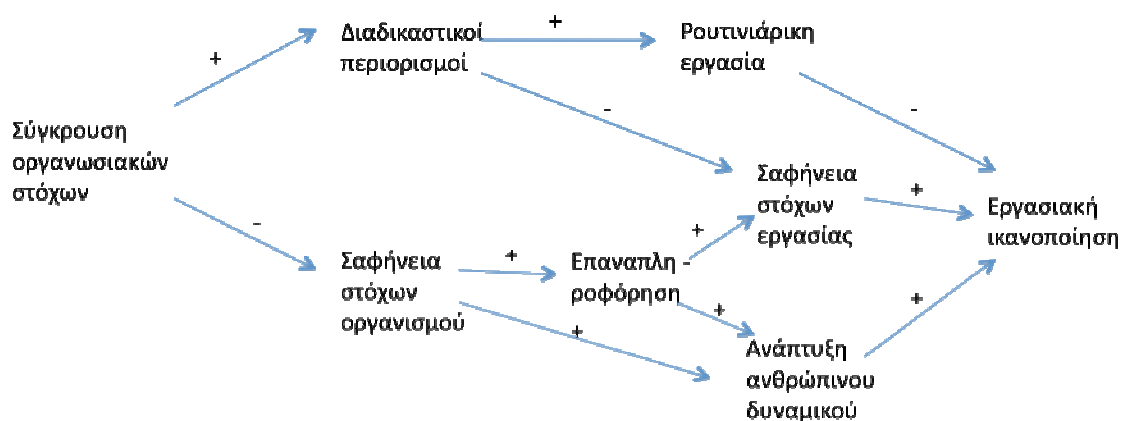 +
Διαδικαστικοί
περιορισμοί
+
Ρουτινιάρικη
εργασία
-
-
Σύγκρουση
οργανωσιακών
στόχων
Σαφήνεια
στόχων
εργασίας
+
Εργασιακή
ικανοποίηση
-
Σαφήνεια
στόχων
οργανισμού
+
Επαναπλη -
ροφόρηση
+
+
+
+
Ανάπτυξη
ανθρώπινου
δυναμικού